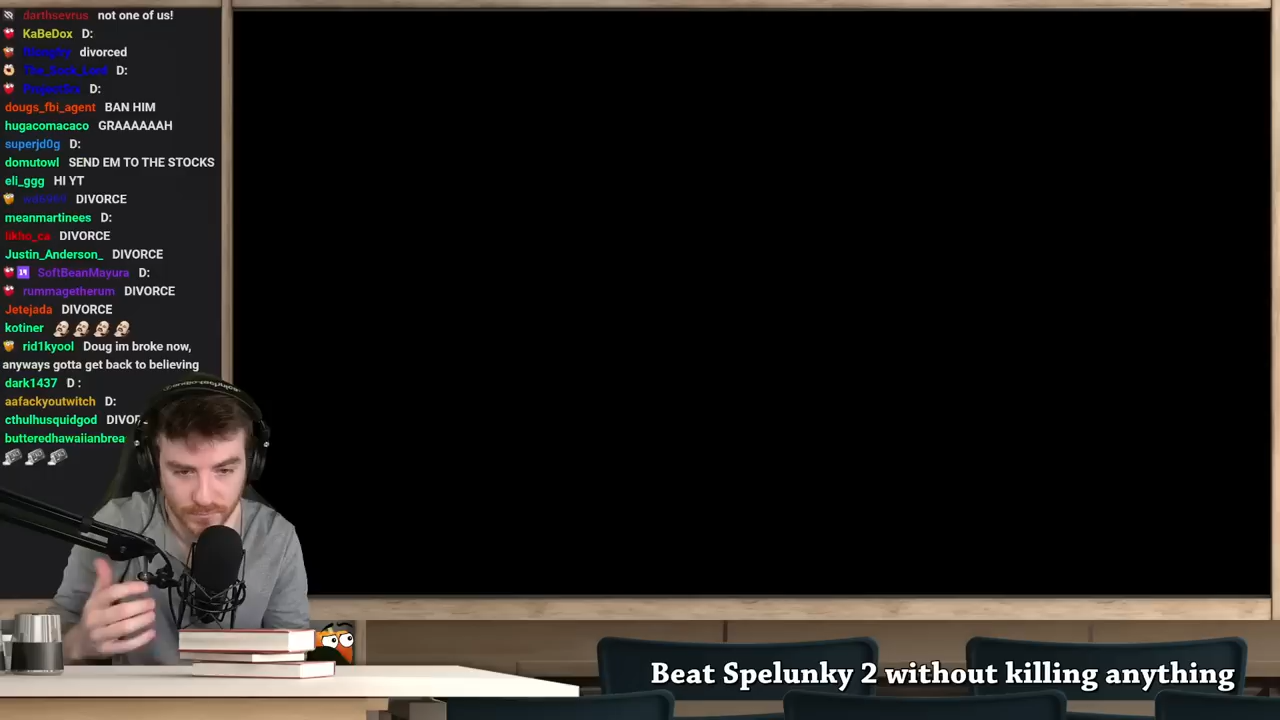 darthsevrus not one of us!
KaBeDox D:
divorced
D:
D:
dougs_fbi_agent BAN HIM
hugacomacaco GRAAAAAAH
superjd0g D:
domutowl SEND EM TO THE STOCKS
eli_ggg HI YT
DIVORCE
meanmartinees D:
likho_ca DIVORCE
Justin_Anderson_ DIVORCE
SoftBeanMayura D:
rummagetherum DIVORCE
Jetejada DIVORCE
kotiner
rid1kyool Doug im broke now,
anyways gotta get back to believing
dark1437 D :
aafackyoutwitch D:
cthulhusquidgod
butteredhawaiianbrea
Beat Spelunky 2 without killing anything